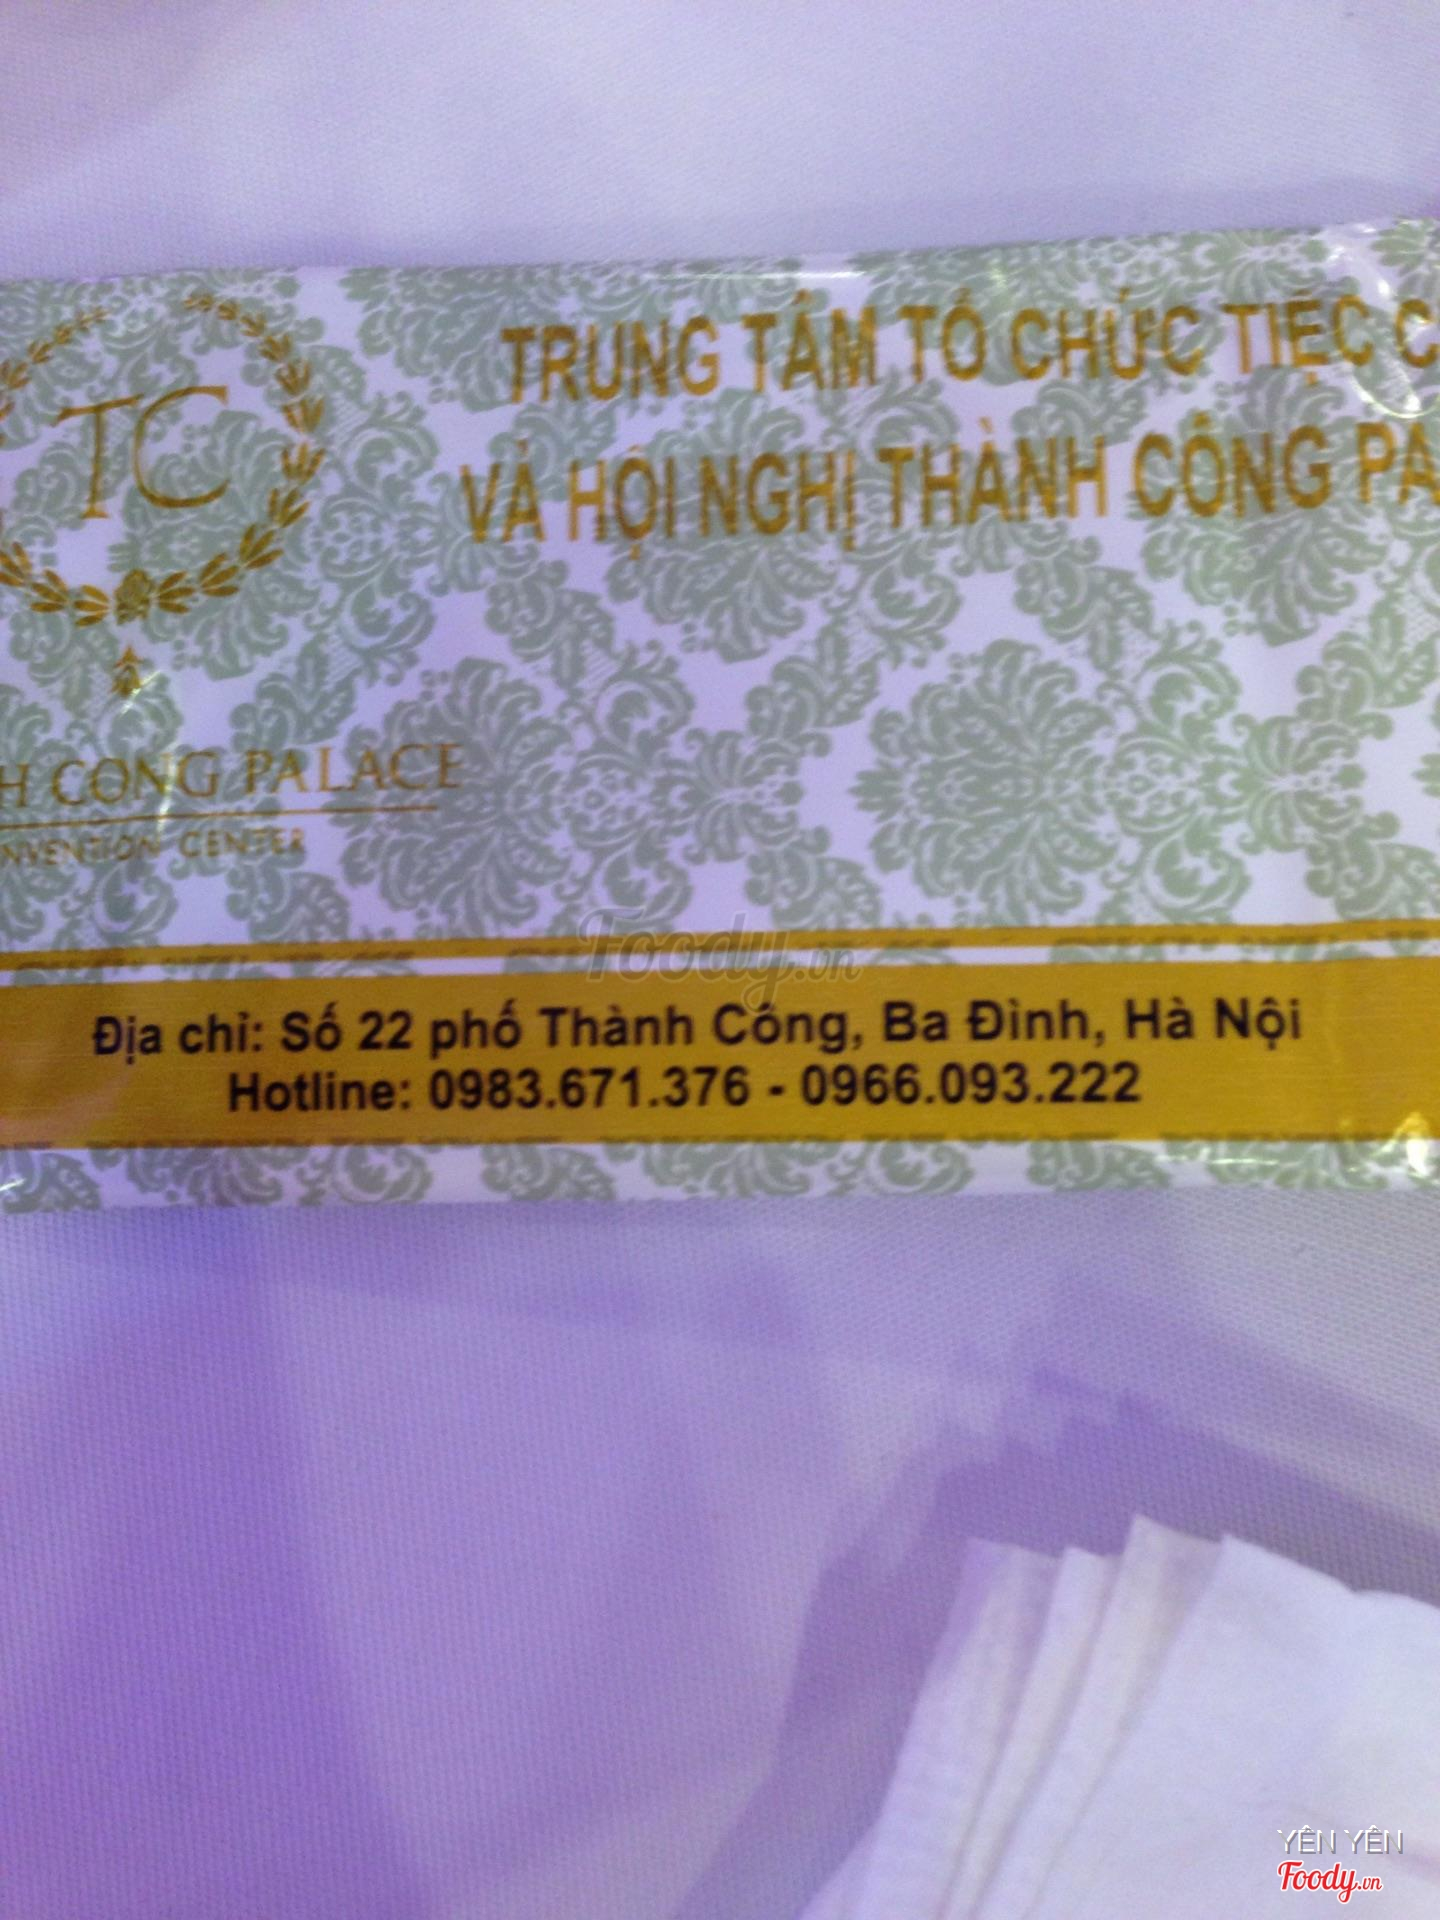 TC
TRUNG TÂM TỔ CHỨC TIỆC C
VÀ HỘI NGHỊ THÀNH CÔNG PA
H CONG PALACE
NVENTION CENTER
Foody.vn
Địa chỉ: Số 22 phố Thành Công, Ba Đình, Hà Nội
Hotline: 0983.671.376 - 0966.093.222
YÊN YÊN
Foody.vn